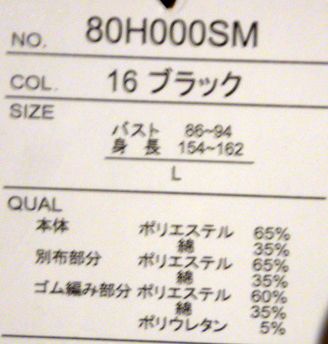 NO. 80H000SM
COL. 16 ブラック
SIZE
バスト 86~94
身長 154~162
L
QUAL
本体 ポリエステル 65%
綿 35%
別布部分 ポリエステル 65%
綿 35%
ゴム編み部分 ポリエステル 60%
綿 35%
ポリウレタン 5%